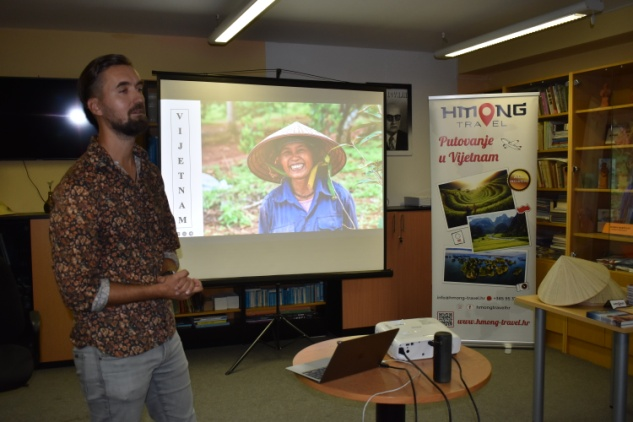 VIJETNAM
HMONG
TRAVEL
Putovanje
u Vijetnam
www.hmong-travel.hr